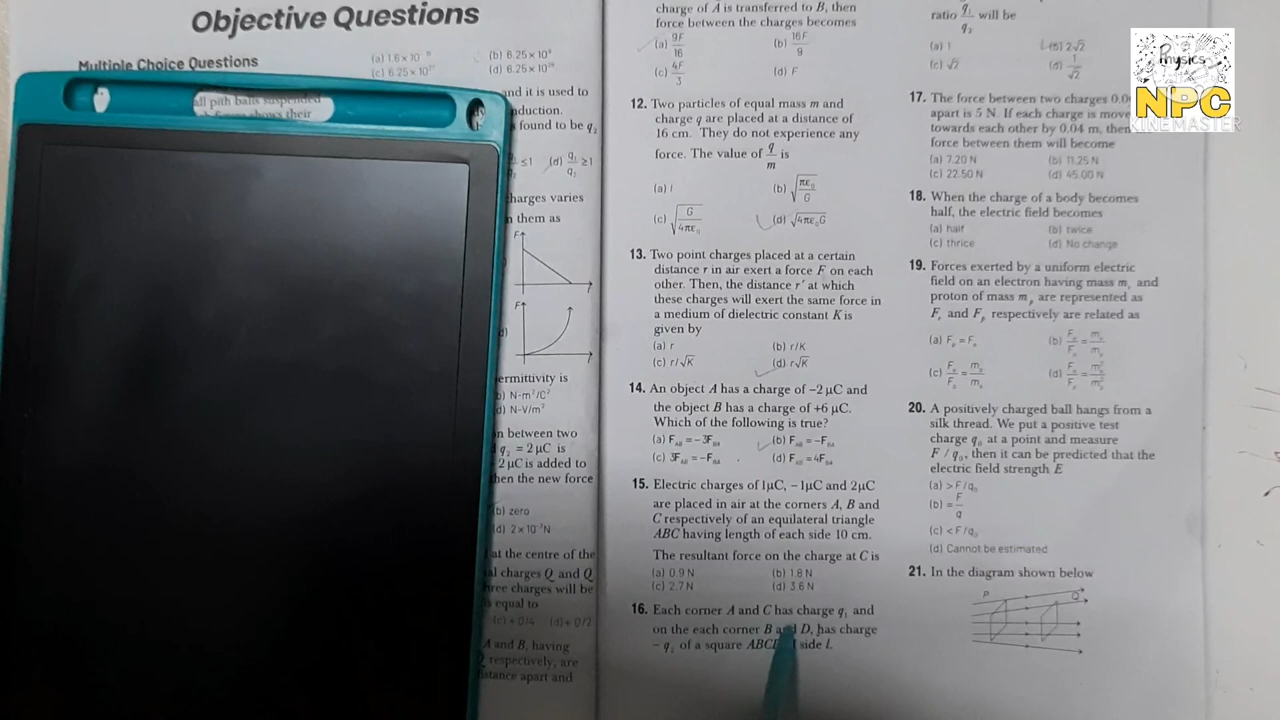 Objective Questions
Multiple Choice Questions
(a) 1.6×10
(b) 6.25×10
(c) 6.25×10
(d) 6.25×10
all pith balls suspended
shows their
and it is used to
nduction.
found to be q₂
≤1 (d) q₁/q₂ ≥1
harges varies
n them as
F
F
ermittivity is
b) N-m²/C²
d) N-V/m²
n between two
q₂ = 2μC is
2μC is added to
hen the new force
(b) zero
(d) 2×10⁻⁷N
at the centre of the
al charges Q and Q
hree charges will be
s equal to
(c) +Q/4 (d) +Q/2
A and B, having
Q respectively, are
istance apart and
charge of A is transferred to B, then
force between the charges becomes
(a) 9F/16 (b) 16F/9
(c) 4F/3 (d) F
12. Two particles of equal mass m and
charge q are placed at a distance of
16 cm. They do not experience any
force. The value of q/m is
(a) l (b) √(πε₀/G)
(c) √(G/4πε₀) (d) √4πε₀G
13. Two point charges placed at a certain
distance r in air exert a force F on each
other. Then, the distance r′ at which
these charges will exert the same force in
a medium of dielectric constant K is
given by
(a) r (b) r/K
(c) r/√K (d) r√K
14. An object A has a charge of −2 μC and
the object B has a charge of +6 μC.
Which of the following is true?
(a) F_AB = −3F_BA (b) F_AB = −F_BA
(c) 3F_AB = −F_BA (d) F_AB = 4F_BA
15. Electric charges of 1μC, −1μC and 2μC
are placed in air at the corners A, B and
C respectively of an equilateral triangle
ABC having length of each side 10 cm.
The resultant force on the charge at C is
(a) 0.9 N (b) 1.8 N
(c) 2.7 N (d) 3.6 N
16. Each corner A and C has charge q₁ and
on the each corner B and D, has charge
−q₂ of a square ABCD side l.
ratio q₁/q₂ will be
(a) 1 (b) 2√2
(c) √2 (d) 1/√2
17. The force between two charges
apart is 5 N. If each charge is move
towards each other by 0.04 m, then
force between them will become
(a) 7.20 N (b) 11.25 N
(c) 22.50 N (d) 45.00 N
18. When the charge of a body becomes
half, the electric field becomes
(a) half (b) twice
(c) thrice (d) No change
19. Forces exerted by a uniform electric
field on an electron having mass mₑ and
proton of mass mₚ are represented as
Fₑ and Fₚ respectively are related as
(a) Fₚ = Fₑ (b)
(c) (d)
20. A positively charged ball hangs from a
silk thread. We put a positive test
charge q₀ at a point and measure
F / q₀, then it can be predicted that the
electric field strength E
(a) > F/q₀
(b) = F/q
(c) < F/q₀
(d) Cannot be estimated
21. In the diagram shown below
P Q
Physics
NPC
KINEMASTER